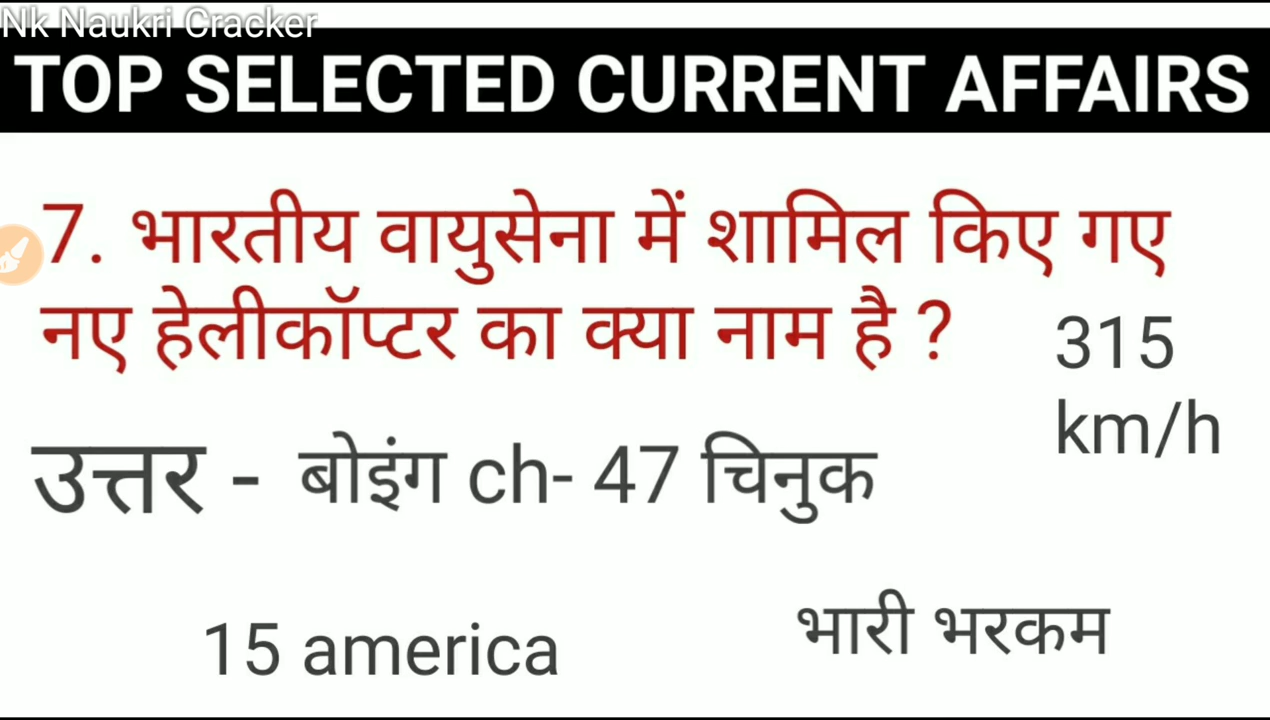 Nk Naukri Cracker
TOP SELECTED CURRENT AFFAIRS
7. भारतीय वायुसेना में शामिल किए गए
नए हेलीकॉप्टर का क्या नाम है ?
315
km/h
उत्तर - बोइंग ch- 47 चिनुक
15 america
भारी भरकम